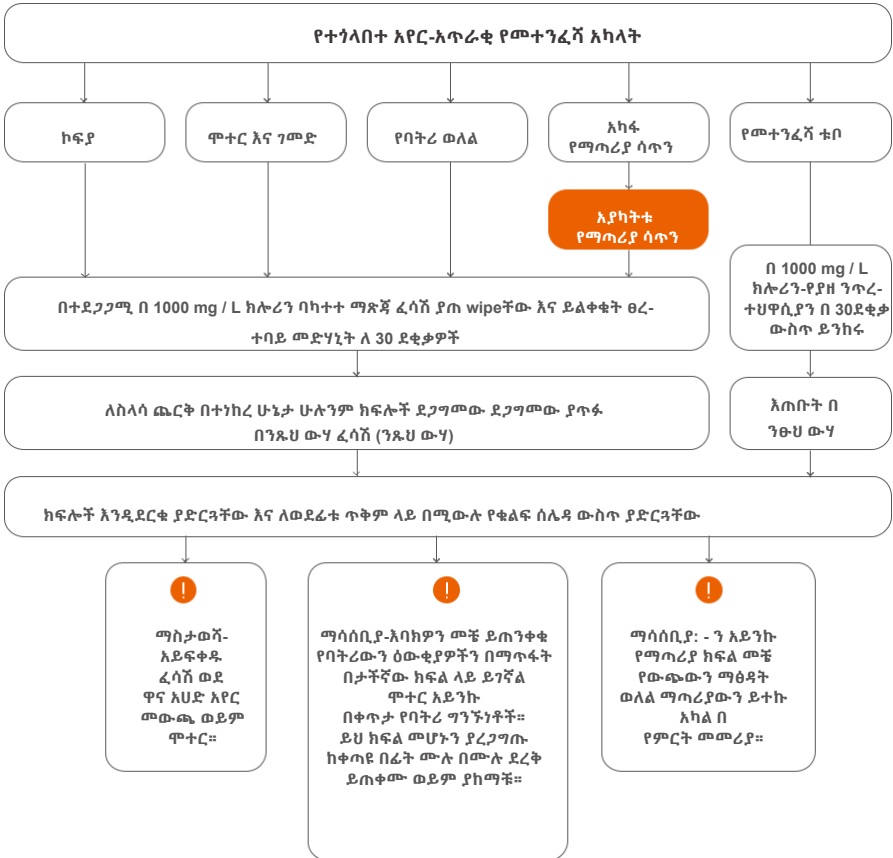 የተጎላበተ አየር-አጥራቂ የመተንፈሻ አካላት
ኮፍያ
ሞተር እና ገመድ
የባትሪ ወለል
አካፋ
የማጣሪያ ሳጥን
የመተንፈሻ ቱቦ
አያካትቱ
የማጣሪያ ሳጥን
በተደጋጋሚ በ 1000 mg / L ክሎሪን ባካተተ ማጽጃ ፈሳሽ ያጠ wipeቸው እና ይልቀቁት ፀረ-
ተባይ መድሃኒት ለ 30 ደቂቃዎች
በ 1000 mg / L
ክሎሪን-የያዘ ንጥረ-
ተህዋሲያን በ 30ደቂቃ
ውስጥ ይንከሩ
ለስላሳ ጨርቅ በተነከረ ሁኔታ ሁሉንም ክፍሎች ደጋግመው ደጋግመው ያጥፉ
በንጹህ ውሃ ፈሳሽ (ንጹህ ውሃ)
እጠቡት በ
ንፁህ ውሃ
ክፍሎች እንዲደርቁ ያድርጓቸው እና ለወደፊቱ ጥቅም ላይ በሚውሉ የቁልፍ ሰሌዳ ውስጥ ያድርጓቸው
ማስታወሻ-
አይፍቀዱ
ፈሳሽ ወደ
ዋና አሀድ አየር
መውጫ ወይም
ሞተር።
ማሳሰቢያ-እባክዎን መቼ ይጠንቀቁ
የባትሪውን ዕውቂያዎችን በማጥፋት
በታችኛው ክፍል ላይ ይገኛል
ሞተር አይንኩ
በቀጥታ የባትሪ ግንኙነቶች።
ይህ ክፍል መሆኑን ያረጋግጡ
ከቀጣዩ በፊት ሙሉ በሙሉ ደረቅ
ይጠቀሙ ወይም ያከማቹ።
ማሳሰቢያ: - ን አይንኩ
የማጣሪያ ክፍል መቼ
የውጭውን ማፅዳት
ወለል ማጣሪያውን ይተኩ
አካል በ
የምርት መመሪያ።